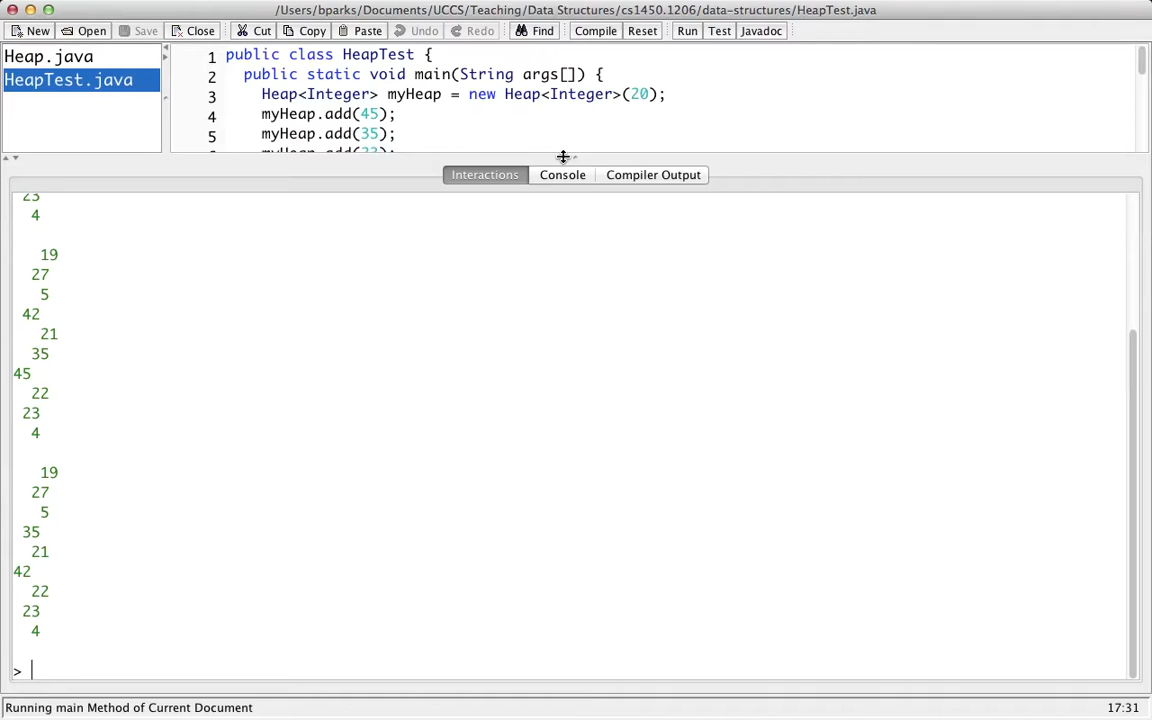 /Users/bparks/Documents/UCCS/Teaching/Data Structures/cs1450.1206/data-structures/HeapTest.java
New Open Save Close Cut Copy Paste Undo Redo Find Compile Reset Run Test Javadoc
Heap.java
HeapTest.java
1 public class HeapTest {
2 public static void main(String args[]) {
3 Heap<Integer> myHeap = new Heap<Integer>(20);
4 myHeap.add(45);
5 myHeap.add(35);
Interactions Console Compiler Output
23
4
19
27
5
42
21
35
45
22
23
4
19
27
5
35
21
42
22
23
4
>
Running main Method of Current Document 17:31